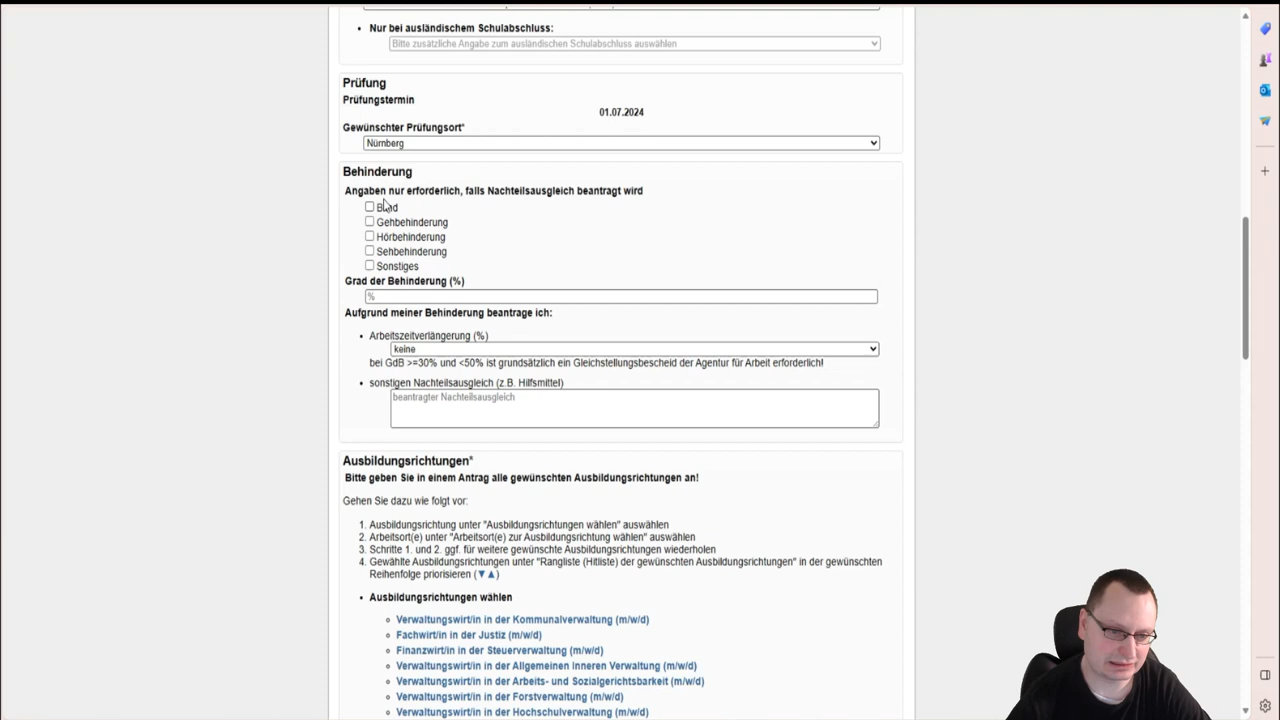 Nur bei ausländischem Schulabschluss:
Bitte zusätzliche Angabe zum ausländischen Schulabschluss auswählen
Prüfung
Prüfungstermin
01.07.2024
Gewünschter Prüfungsort*
Nürnberg
Behinderung
Angaben nur erforderlich, falls Nachteilsausgleich beantragt wird
Blind
Gehbehinderung
Hörbehinderung
Sehbehinderung
Sonstiges
Grad der Behinderung (%)
%
Aufgrund meiner Behinderung beantrage ich:
Arbeitszeitverlängerung (%)
keine
bei GdB >=30% und <50% ist grundsätzlich ein Gleichstellungsbescheid der Agentur für Arbeit erforderlich!
sonstigen Nachteilsausgleich (z.B. Hilfsmittel)
beantragter Nachteilsausgleich
Ausbildungsrichtungen*
Bitte geben Sie in einem Antrag alle gewünschten Ausbildungsrichtungen an!
Gehen Sie dazu wie folgt vor:
1. Ausbildungsrichtung unter "Ausbildungsrichtungen wählen" auswählen
2. Arbeitsort(e) unter "Arbeitsort(e) zur Ausbildungsrichtung wählen" auswählen
3. Schritte 1. und 2. ggf. für weitere gewünschte Ausbildungsrichtungen wiederholen
4. Gewählte Ausbildungsrichtungen unter "Rangliste (Hitliste) der gewünschten Ausbildungsrichtungen" in der gewünschten
Reihenfolge priorisieren (▼▲)
Ausbildungsrichtungen wählen
Verwaltungswirt/in in der Kommunalverwaltung (m/w/d)
Fachwirt/in in der Justiz (m/w/d)
Finanzwirt/in in der Steuerverwaltung (m/w/d)
Verwaltungswirt/in in der Allgemeinen Inneren Verwaltung (m/w/d)
Verwaltungswirt/in in der Arbeits- und Sozialgerichtsbarkeit (m/w/d)
Verwaltungswirt/in in der Forstverwaltung (m/w/d)
Verwaltungswirt/in in der Hochschulverwaltung (m/w/d)